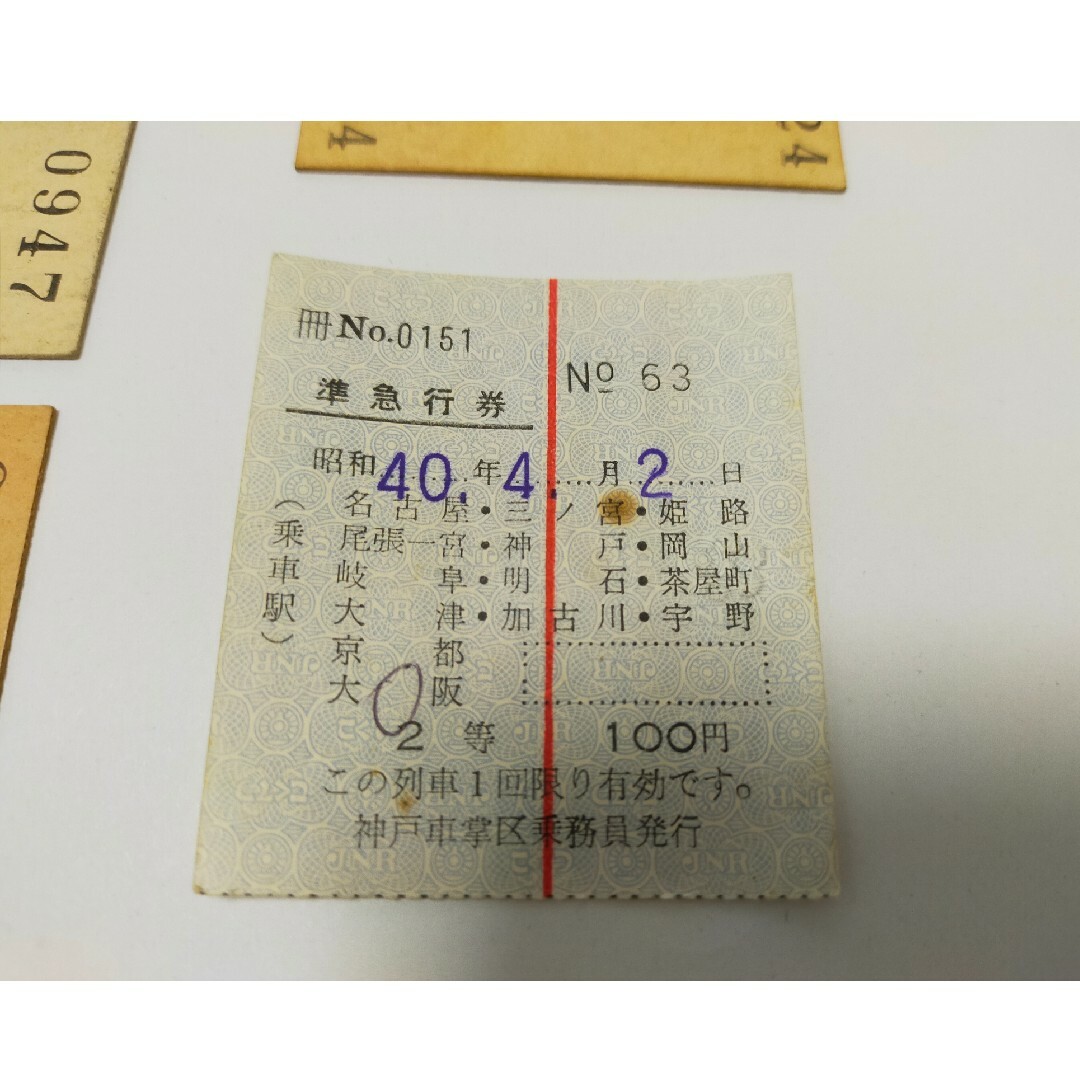 4
24
0947
冊No.0151
No 63
準急行券
昭和40.年4.月2日
(乗車駅)
名古屋・三ノ宮・姫路
尾張一宮・神戸・岡山
岐阜・明石・茶屋町
大津・加古川・宇野
京都
大阪
2等 100円
この列車1回限り有効です。
神戸車掌区乗務員発行